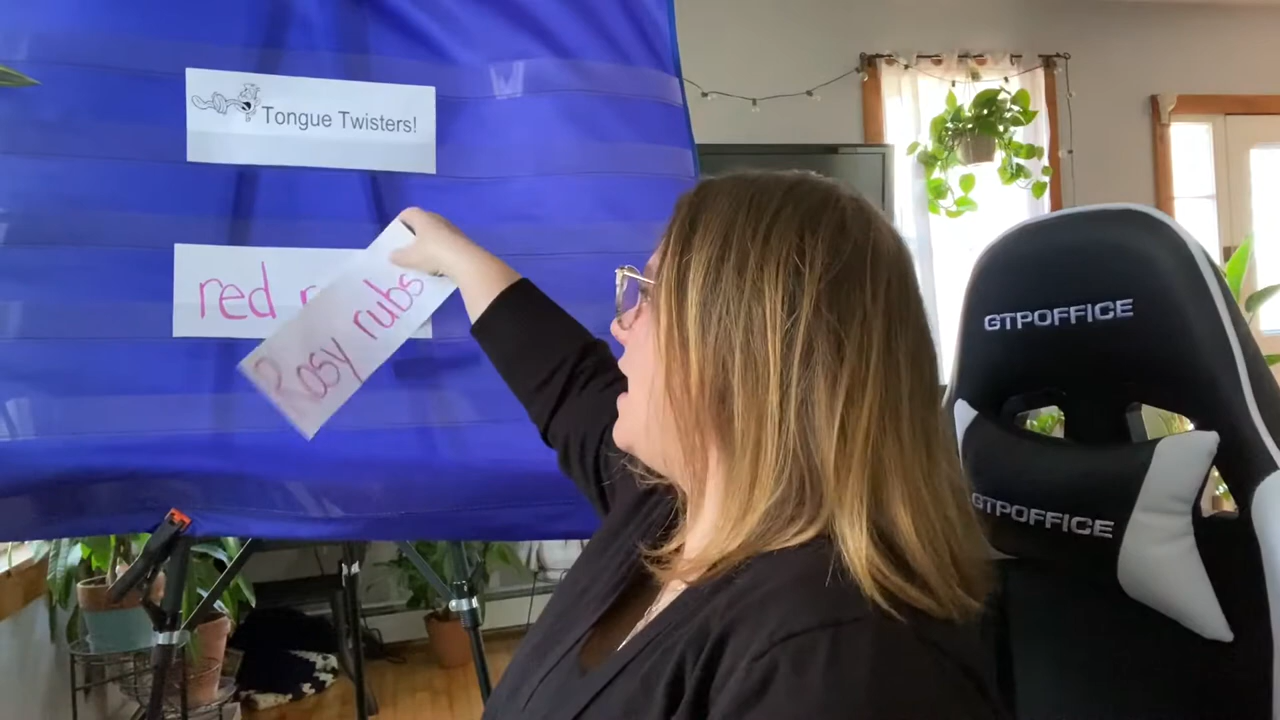 Tongue Twisters!
red
Rosy rubs
GTPOFFICE
GTPOFFICE